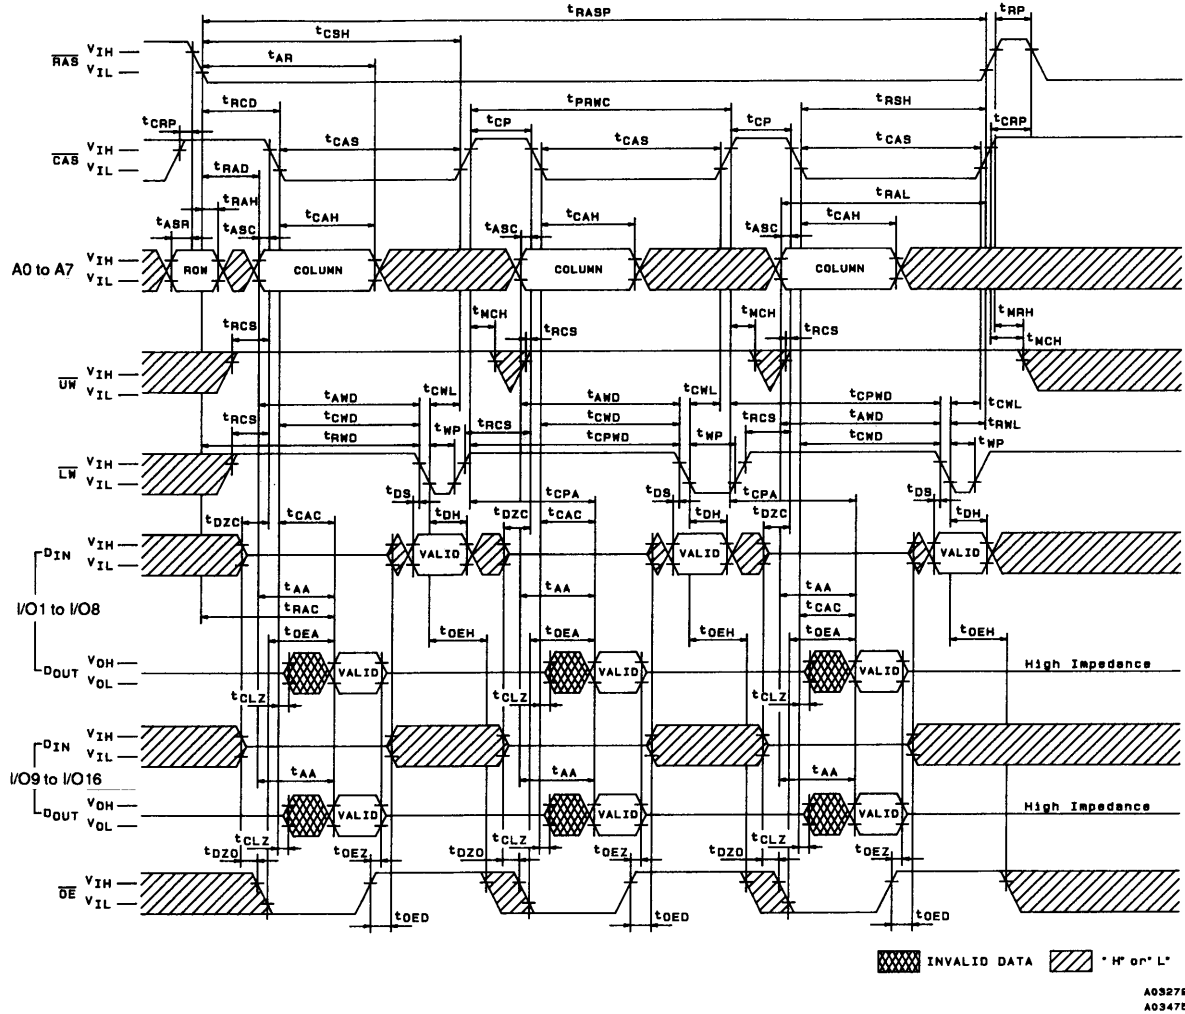 tRASP
tRP
tCSH
RAS VIH
VIL
tAR
tRCD
tPRWC
tRSH
tCRP
tCP
tCP
tCRP
CAS VIH
VIL
tCAS
tCAS
tCAS
tRAD
tRAH
tRAL
tASR
tASC
tCAH
tASC
tCAH
tASC
tCAH
A0 to A7 VIH
VIL
ROW
COLUMN
COLUMN
COLUMN
tRCS
tMCH
tRCS
tMCH
tRCS
tMRH
tMCH
UW VIH
VIL
tAWD
tCWL
tAWD
tCWL
tCPWD
tCWL
tRCS
tCWD
tRCS
tCWD
tRCS
tAWD
tRWL
tRWD
tWP
tCPWD
tWP
tCWD
tWP
LW VIH
VIL
tDS
tCPA
tDS
tCPA
tDS
tDZC
tCAC
tDH
tDZC
tCAC
tDH
tDZC
tDH
DIN VIH
VIL
VALID
VALID
VALID
I/O1 to I/O8
tAA
tAA
tAA
tRAC
tCAC
tOEA
tOEH
tOEA
tOEH
tOEA
tOEH
DOUT VOH
VOL
VALID
VALID
VALID
High Impedance
tCLZ
tCLZ
tCLZ
DIN VIH
VIL
I/O9 to I/O16
tAA
tAA
tAA
DOUT VOH
VOL
VALID
VALID
VALID
High Impedance
tCLZ
tCLZ
tCLZ
tDZO
tOEZ
tDZO
tOEZ
tDZO
tOEZ
OE VIH
VIL
tOED
tOED
tOED
INVALID DATA
"H" or "L"